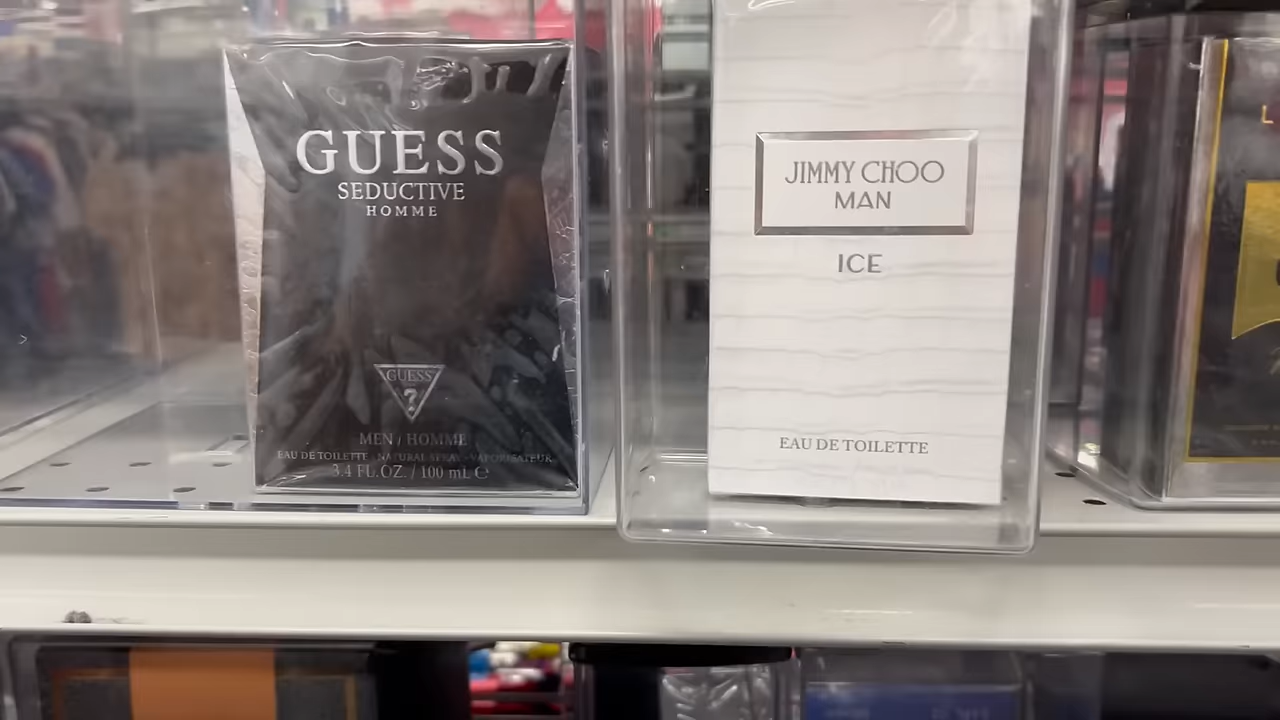 GUESS
SEDUCTIVE
HOMME
GUESS
?
MEN / HOMME
EAU DE TOILETTE - NATURAL SPRAY - VAPORISATEUR
3.4 FL.OZ. / 100 mL e
JIMMY CHOO
MAN
ICE
EAU DE TOILETTE
L